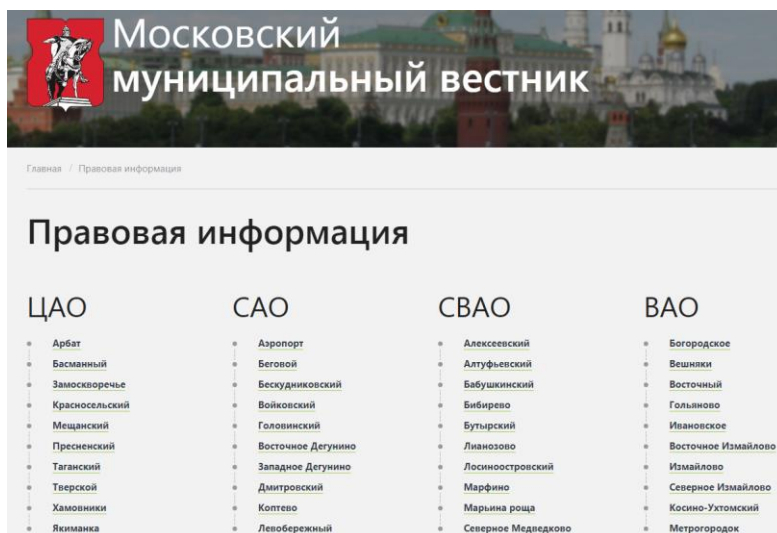 Московский
муниципальный вестник
Главная / Правовая информация
Правовая информация
ЦАО
Арбат
Басманный
Замоскворечье
Красносельский
Мещанский
Пресненский
Таганский
Тверской
Хамовники
Якиманка
САО
Аэропорт
Беговой
Бескудниковский
Войковский
Головинский
Восточное Дегунино
Западное Дегунино
Дмитровский
Коптево
Левобережный
СВАО
Алексеевский
Алтуфьевский
Бабушкинский
Бибирево
Бутырский
Лианозово
Лосиноостровский
Марфино
Марьина роща
Северное Медведково
ВАО
Богородское
Вешняки
Восточный
Гольяново
Ивановское
Восточное Измайлово
Измайлово
Северное Измайлово
Косино-Ухтомский
Метрогородок